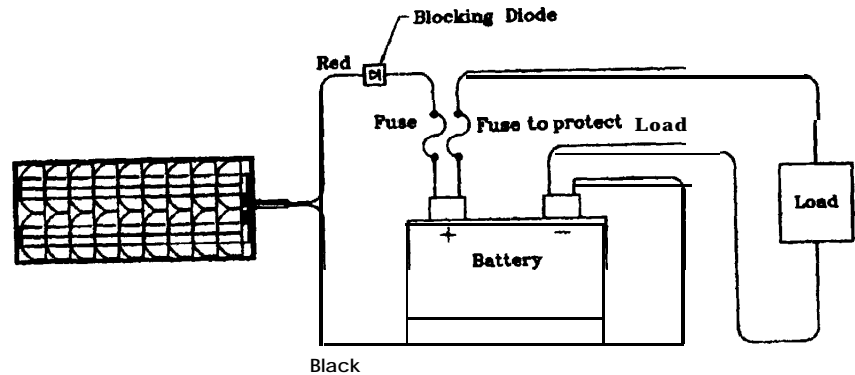 Blocking Diode
Red
Fuse
Fuse to protect Load
Load
+ −
Battery
Black